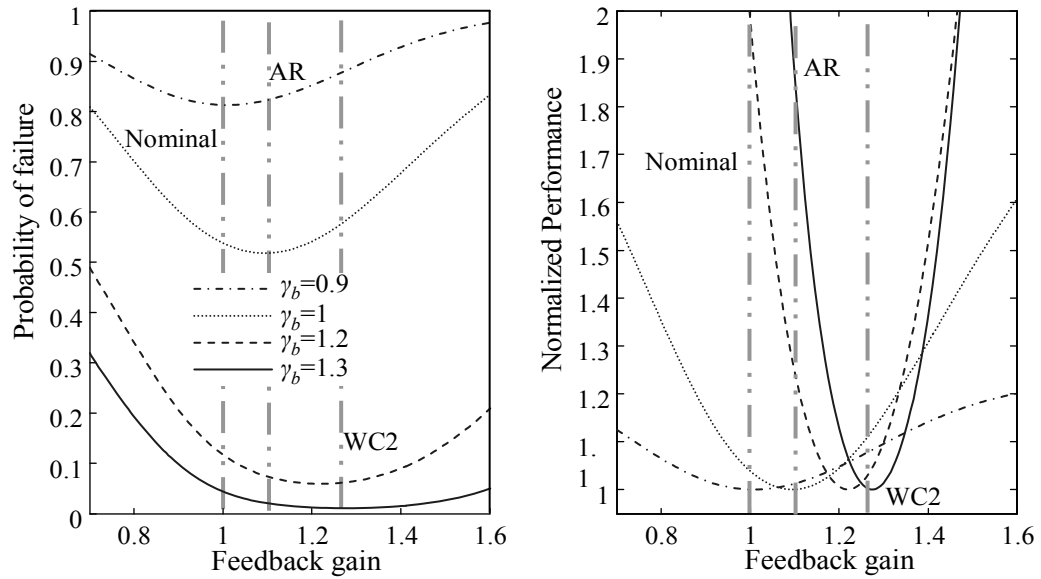 Probability of failure
1
0.9
0.8
0.7
0.6
0.5
0.4
0.3
0.2
0.1
0
AR
Nominal
γb=0.9
γb=1
γb=1.2
γb=1.3
WC2
0.8 1 1.2 1.4 1.6
Feedback gain
Normalized Performance
2
1.9
1.8
1.7
1.6
1.5
1.4
1.3
1.2
1.
1.
1
AR
Nominal
WC2
0.8 1 1.2 1.4 1.6
Feedback gain